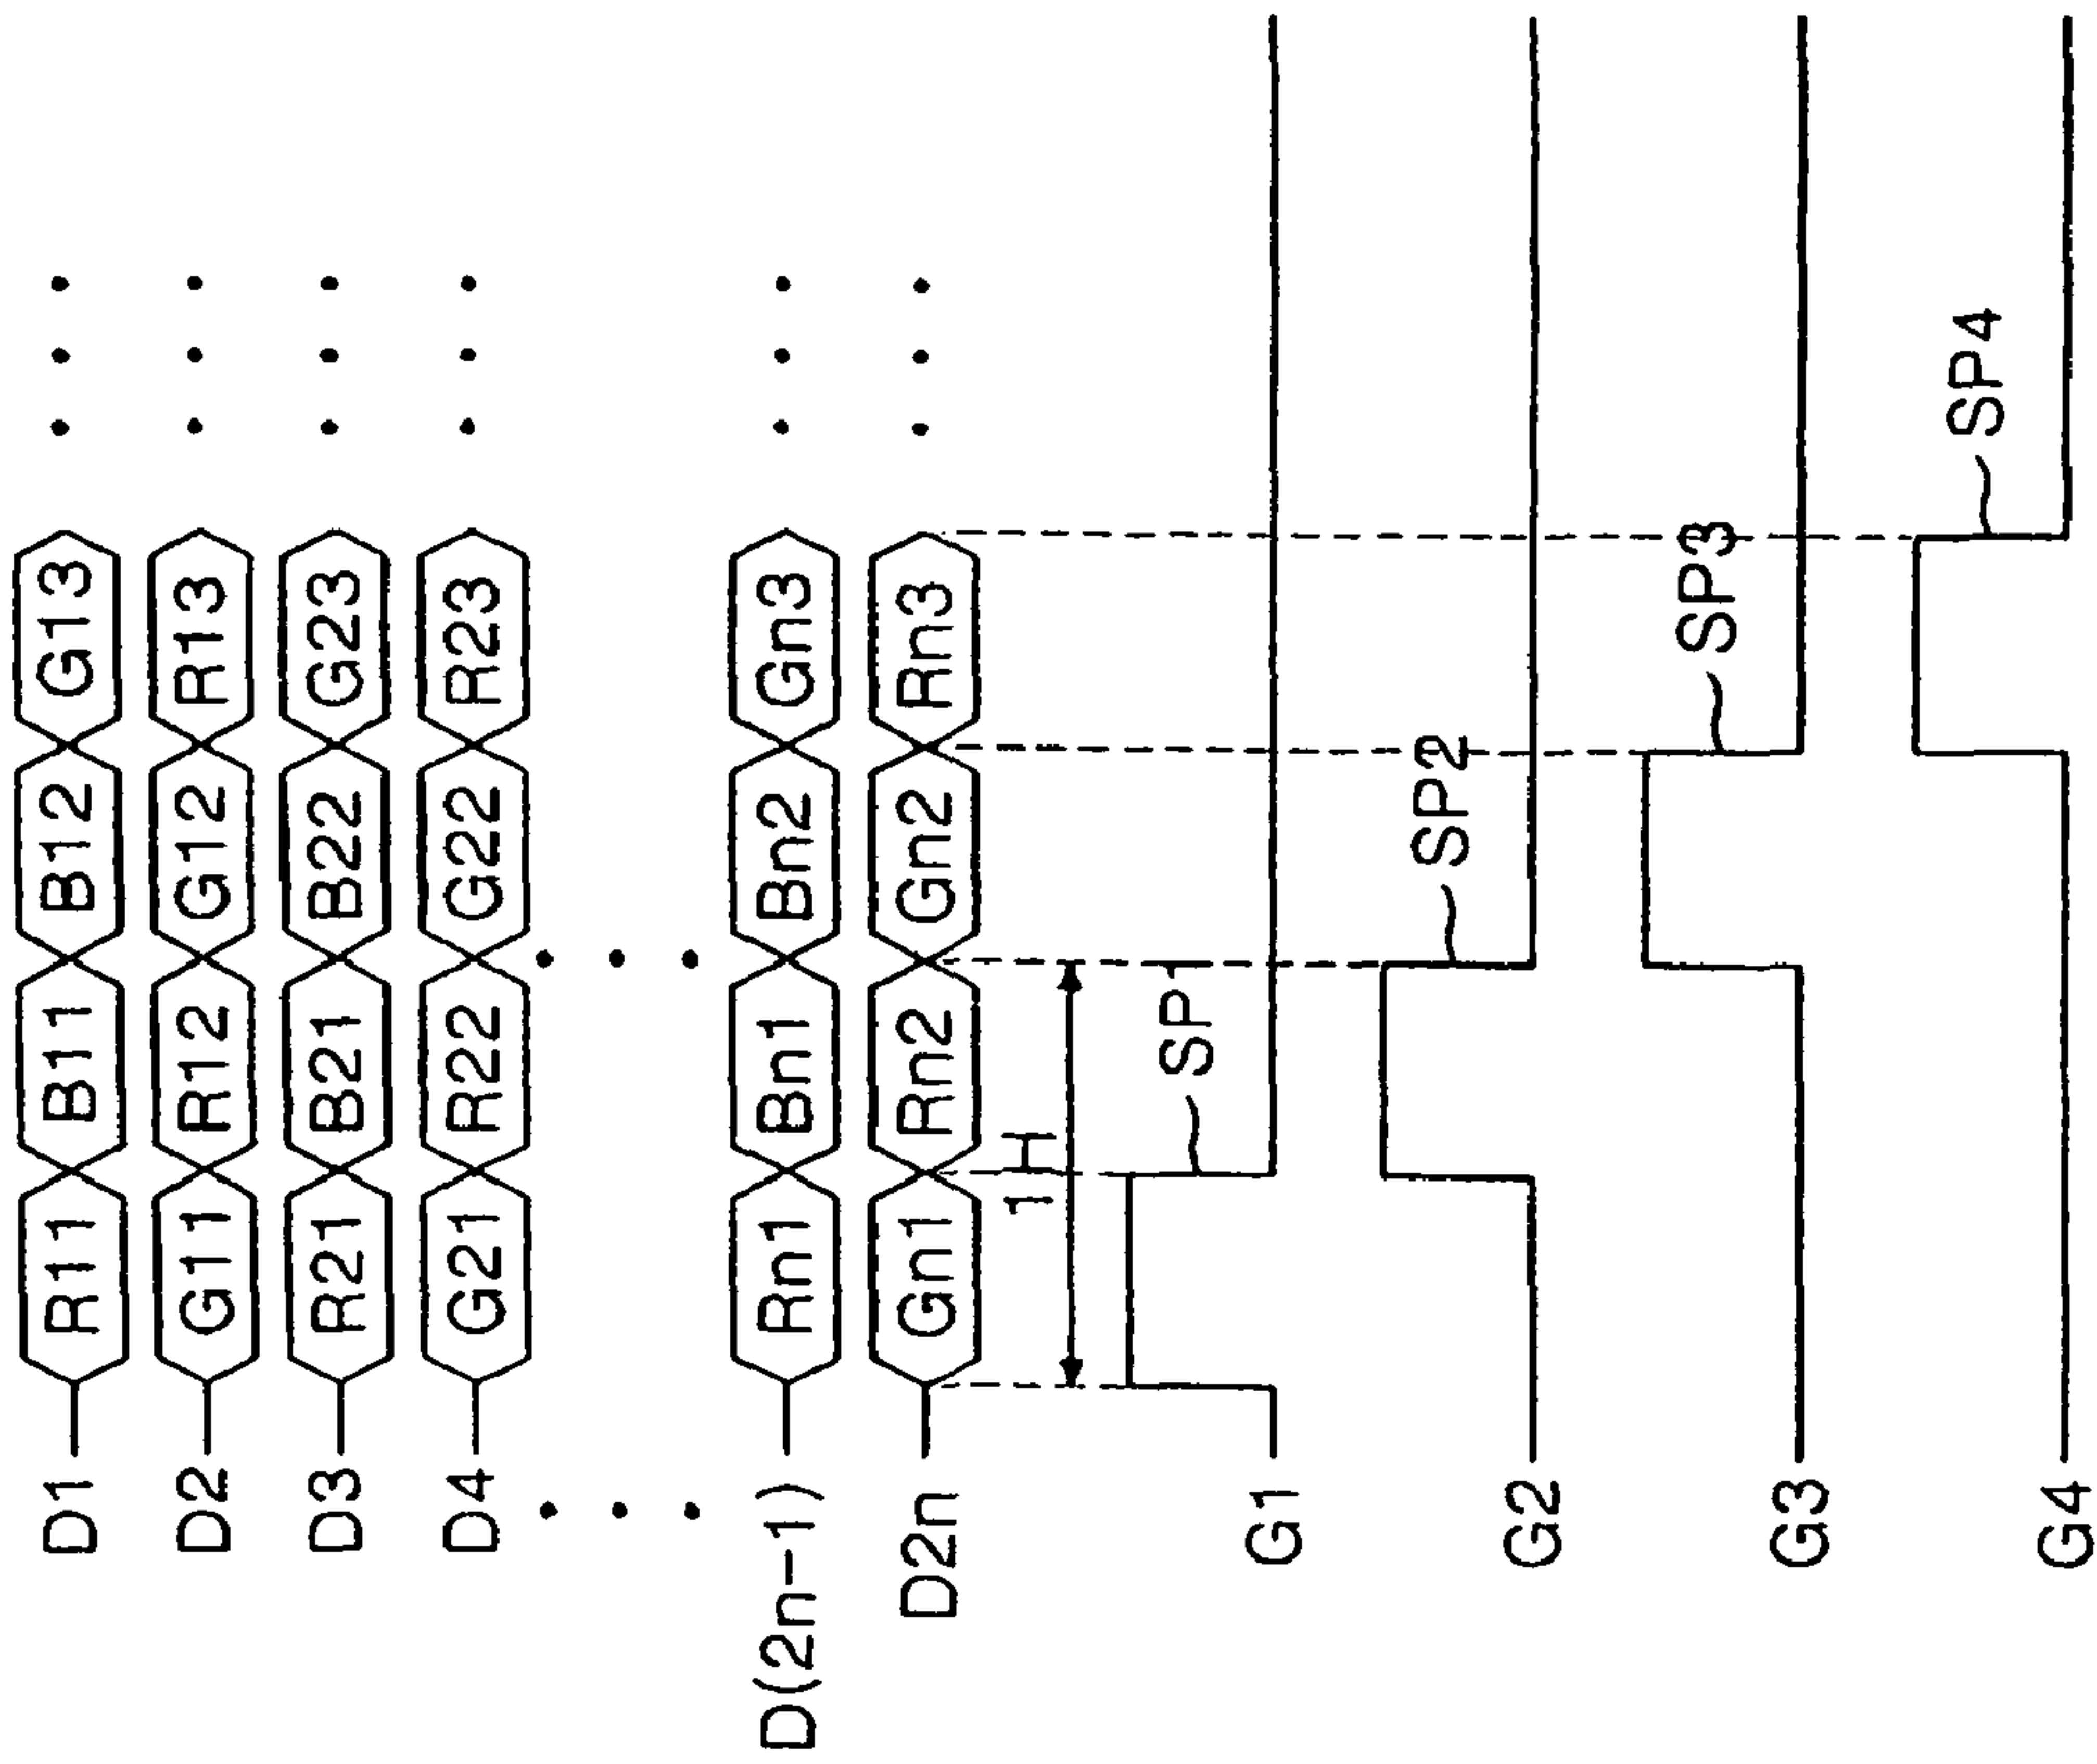 D1 R11 B11 B12 G13
D2 G11 R12 G12 R13
D3 R21 B21 B22 G23
D4 G21 R22 G22 R23
D(2n-1) Rn1 Bn1 Bn2 Gn3
D2n Gn1 Rn2 Gn2 Rn3
1H
G1 SP1
G2 SP2
G3 SP3
G4 SP4